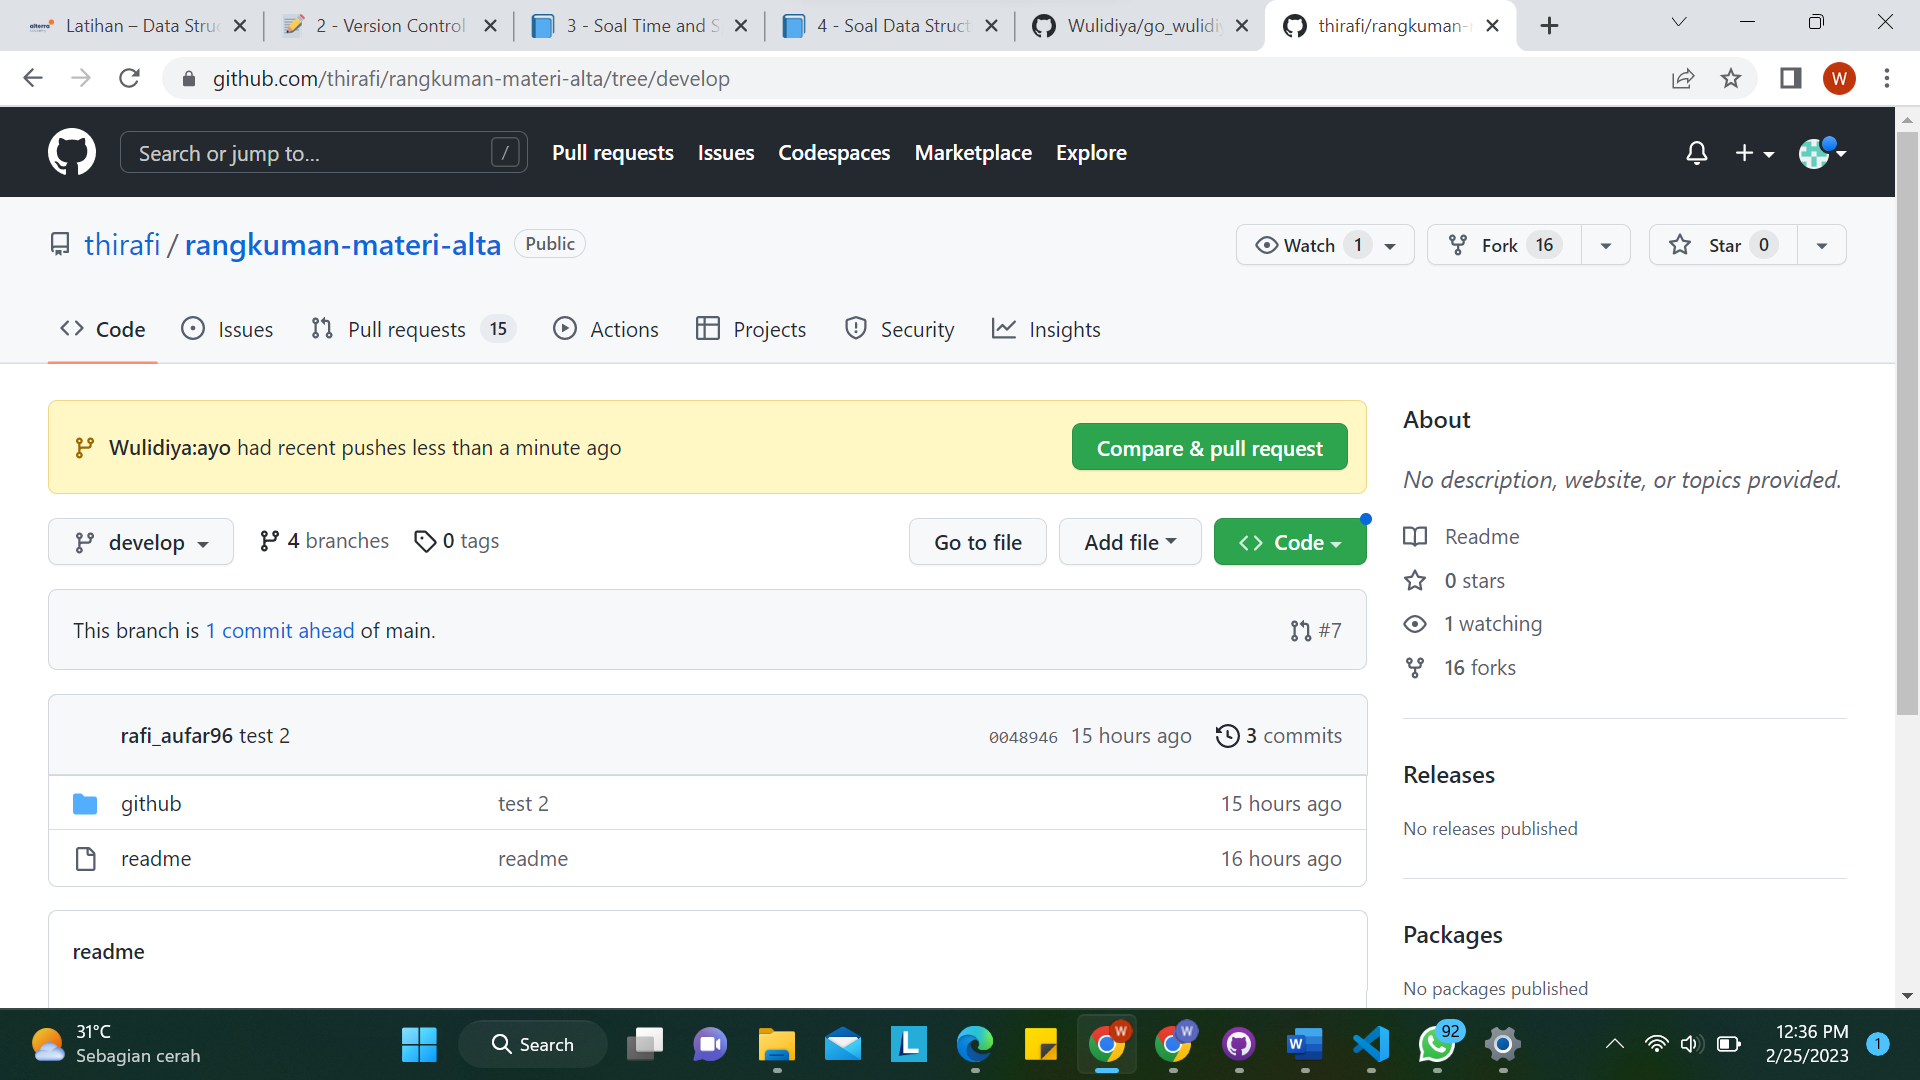 Latihan – Data Struc
2 - Version Control
3 - Soal Time and S
4 - Soal Data Struct
Wulidiya/go_wulidiy
thirafi/rangkuman-
github.com/thirafi/rangkuman-materi-alta/tree/develop
W
Search or jump to...
/
Pull requests
Issues
Codespaces
Marketplace
Explore
thirafi / rangkuman-materi-alta
Public
Watch 1
Fork 16
Star 0
Code
Issues
Pull requests 15
Actions
Projects
Security
Insights
Wulidiya:ayo had recent pushes less than a minute ago
Compare & pull request
About
No description, website, or topics provided.
develop
4 branches
0 tags
Go to file
Add file
Code
Readme
0 stars
1 watching
16 forks
This branch is 1 commit ahead of main.
#7
rafi_aufar96 test 2
0048946 15 hours ago
3 commits
github
test 2
15 hours ago
readme
readme
16 hours ago
readme
Releases
No releases published
Packages
No packages published
31°C
Sebagian cerah
Search
L
W
W
W
92
12:36 PM
2/25/2023
1